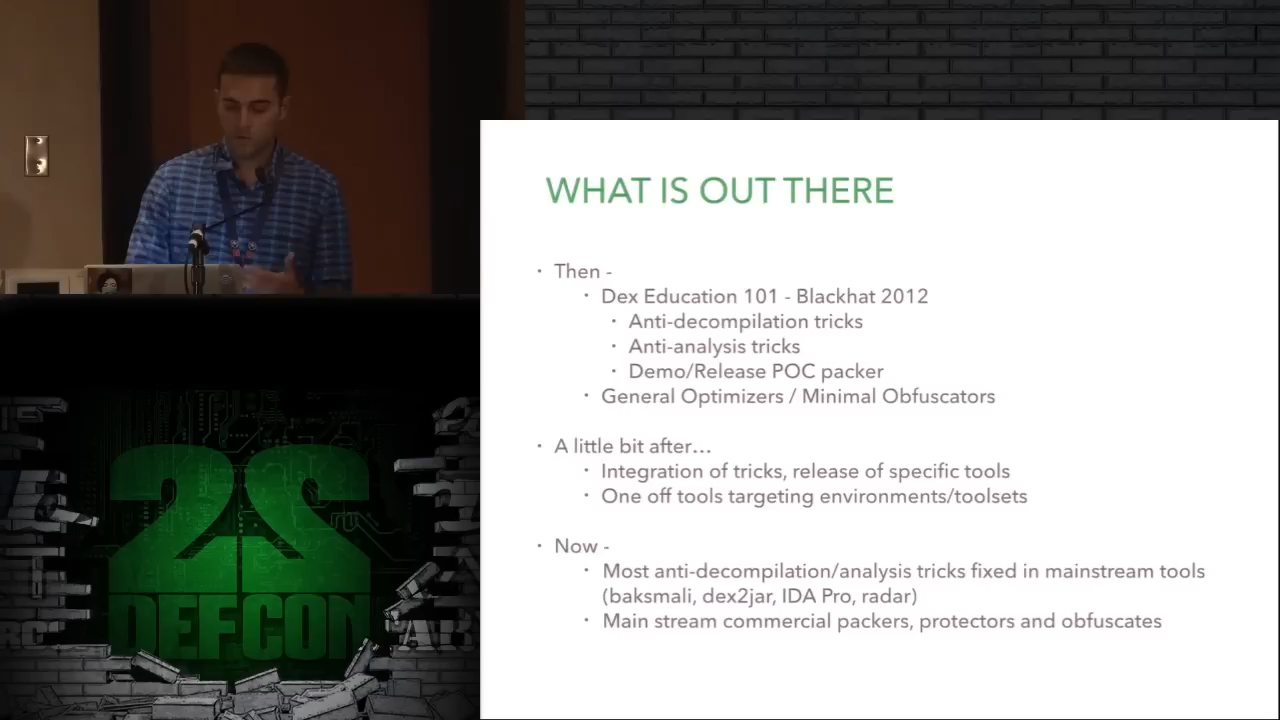 WHAT IS OUT THERE
· Then -
· Dex Education 101 - Blackhat 2012
· Anti-decompilation tricks
· Anti-analysis tricks
· Demo/Release POC packer
· General Optimizers / Minimal Obfuscators
· A little bit after...
· Integration of tricks, release of specific tools
· One off tools targeting environments/toolsets
· Now -
· Most anti-decompilation/analysis tricks fixed in mainstream tools
(baksmali, dex2jar, IDA Pro, radar)
· Main stream commercial packers, protectors and obfuscates
22
DEFCON